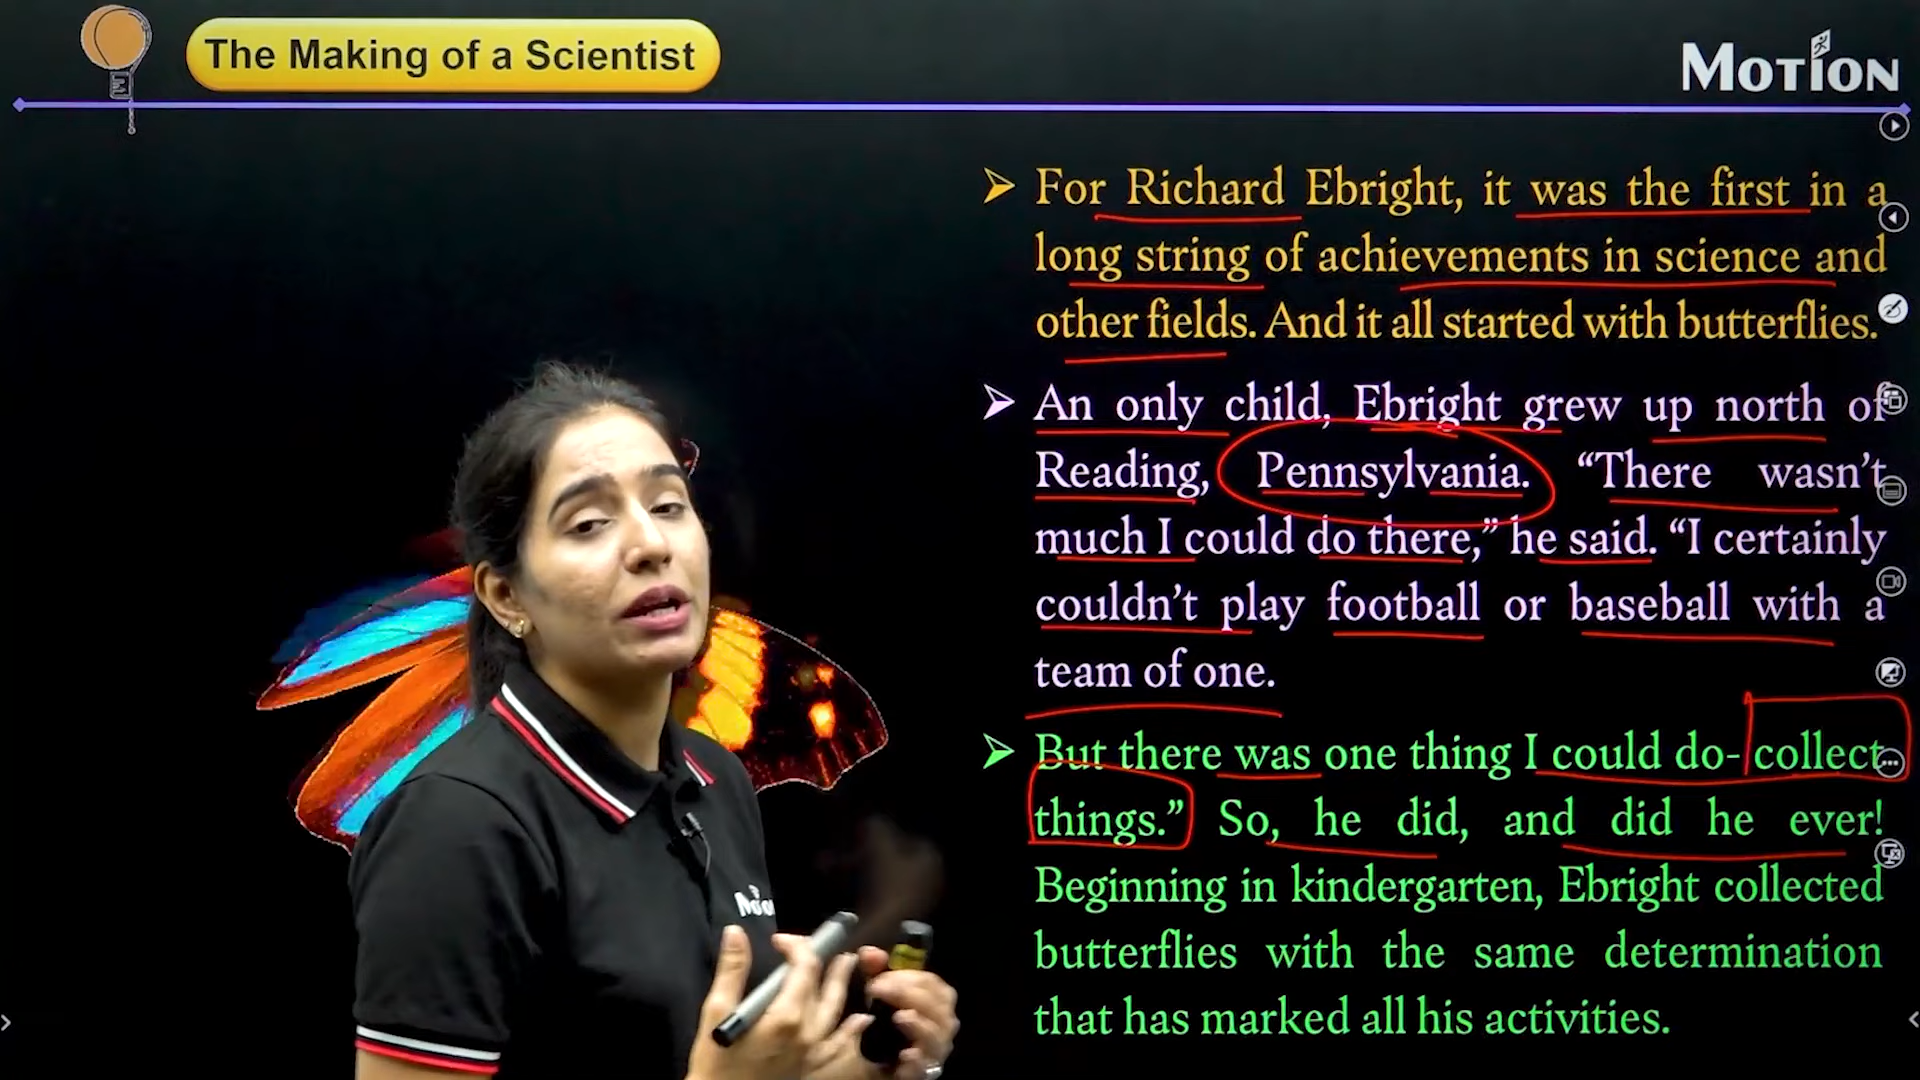 The Making of a Scientist
MOTION
➢ For Richard Ebright, it was the first in a
long string of achievements in science and
other fields. And it all started with butterflies.
➢ An only child, Ebright grew up north of
Reading, Pennsylvania. “There wasn’t
much I could do there,” he said. “I certainly
couldn’t play football or baseball with a
team of one.
➢ But there was one thing I could do- collect
things.” So, he did, and did he ever!
Beginning in kindergarten, Ebright collected
butterflies with the same determination
that has marked all his activities.